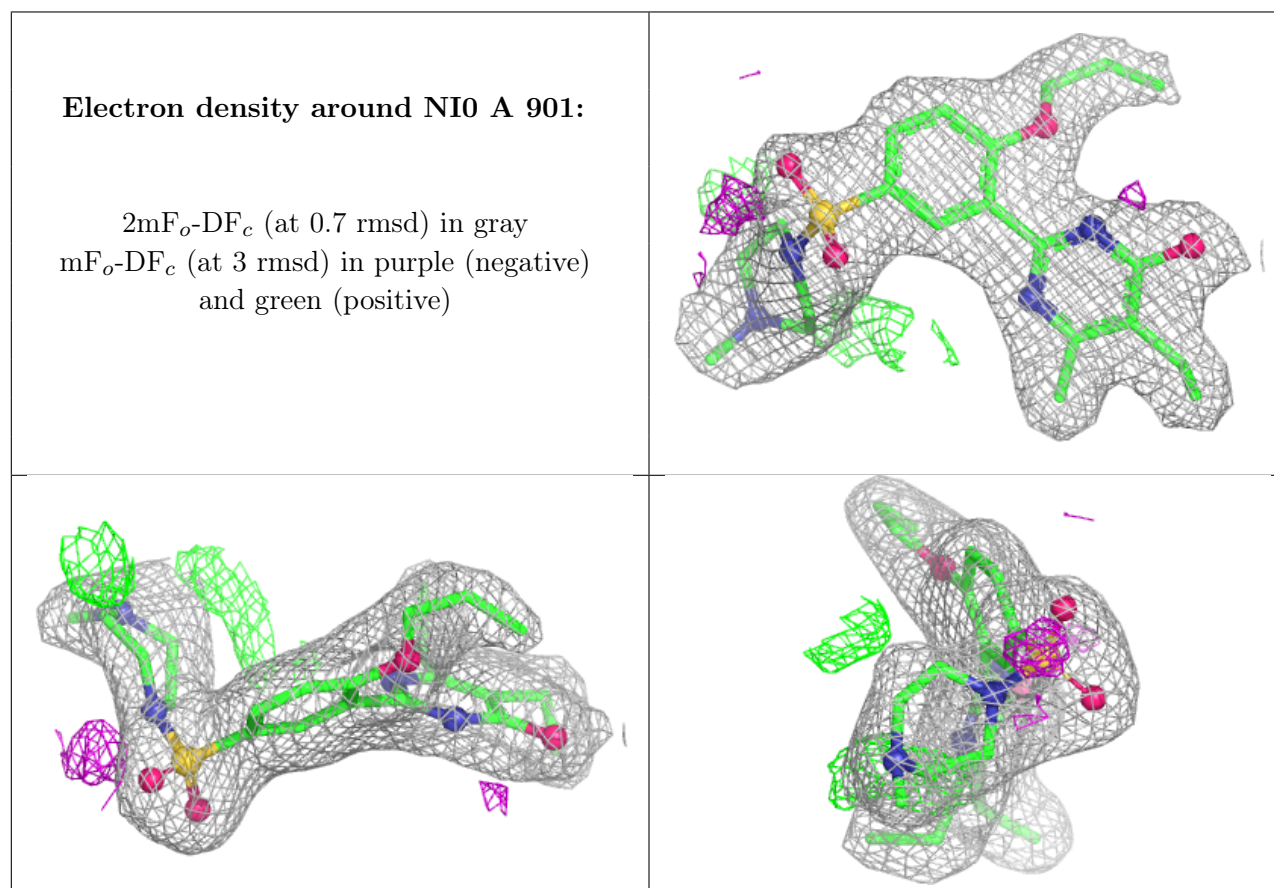 Electron density around NI0 A 901:
2mFo-DFc (at 0.7 rmsd) in gray
mFo-DFc (at 3 rmsd) in purple (negative)
and green (positive)